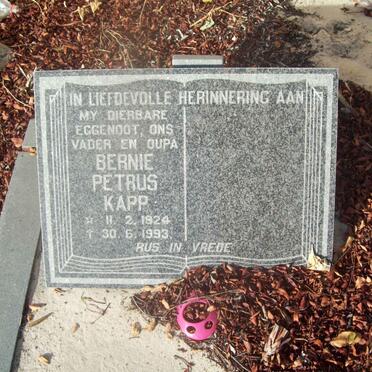 IN LIEFDEVOLLE HERINNERING AAN
MY DIERBARE
EGGENOOT, ONS
VADER EN OUPA
BERNIE
PETRUS
KAPP
☆ 11. 2. 1924
† 30. 6. 1993
RUS IN VREDE